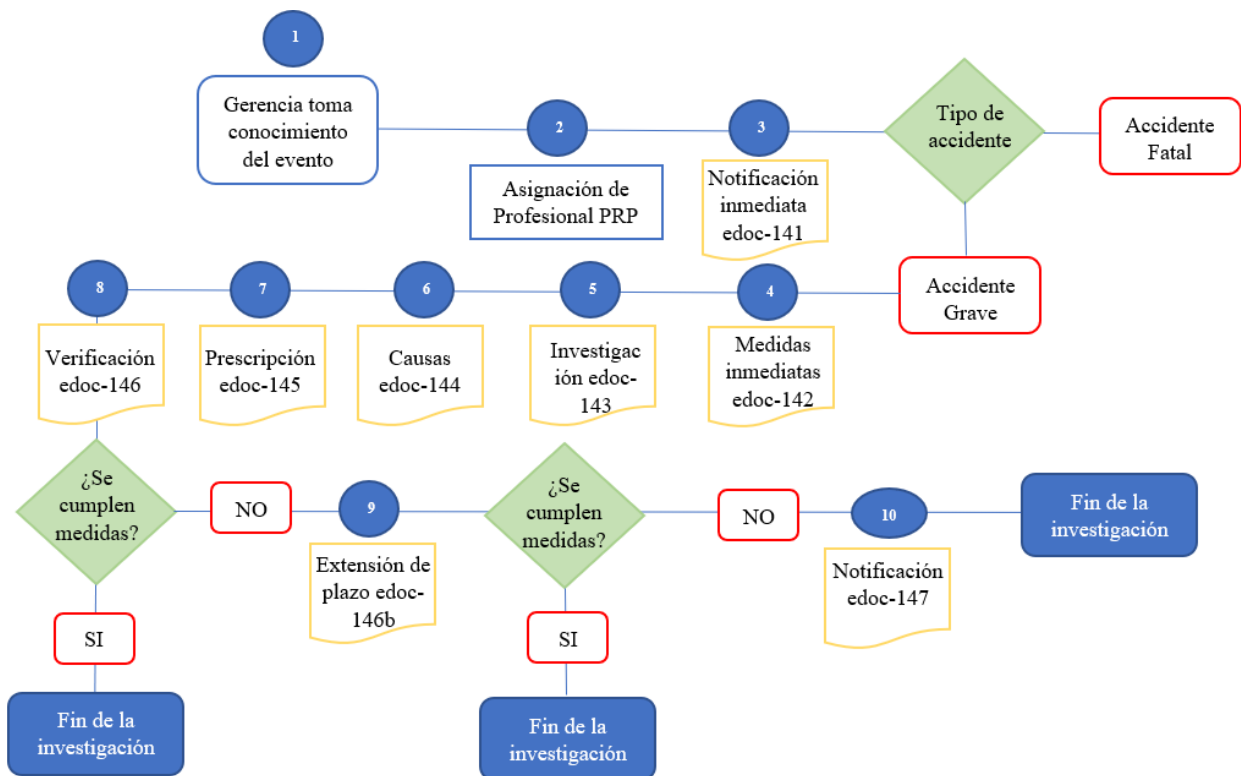 1
Gerencia toma
conocimiento
del evento
2
Asignación de
Profesional PRP
3
Notificación
inmediata
edoc-141
Tipo de
accidente
Accidente
Fatal
Accidente
Grave
4
Medidas
inmediatas
edoc-142
5
Investigac
ión edoc-
143
6
Causas
edoc-144
7
Prescripción
edoc-145
8
Verificación
edoc-146
¿Se
cumplen
medidas?
NO
9
Extensión de
plazo edoc-
146b
¿Se
cumplen
medidas?
NO
10
Notificación
edoc-147
Fin de la
investigación
SI
Fin de la
investigación
SI
Fin de la
investigación